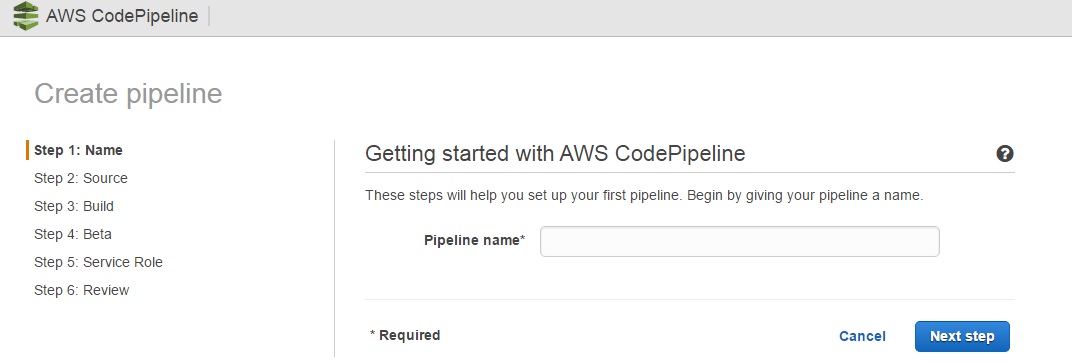 AWS CodePipeline
Create pipeline
Step 1: Name
Step 2: Source
Step 3: Build
Step 4: Beta
Step 5: Service Role
Step 6: Review
Getting started with AWS CodePipeline
?
These steps will help you set up your first pipeline. Begin by giving your pipeline a name.
Pipeline name*
* Required
Cancel
Next step